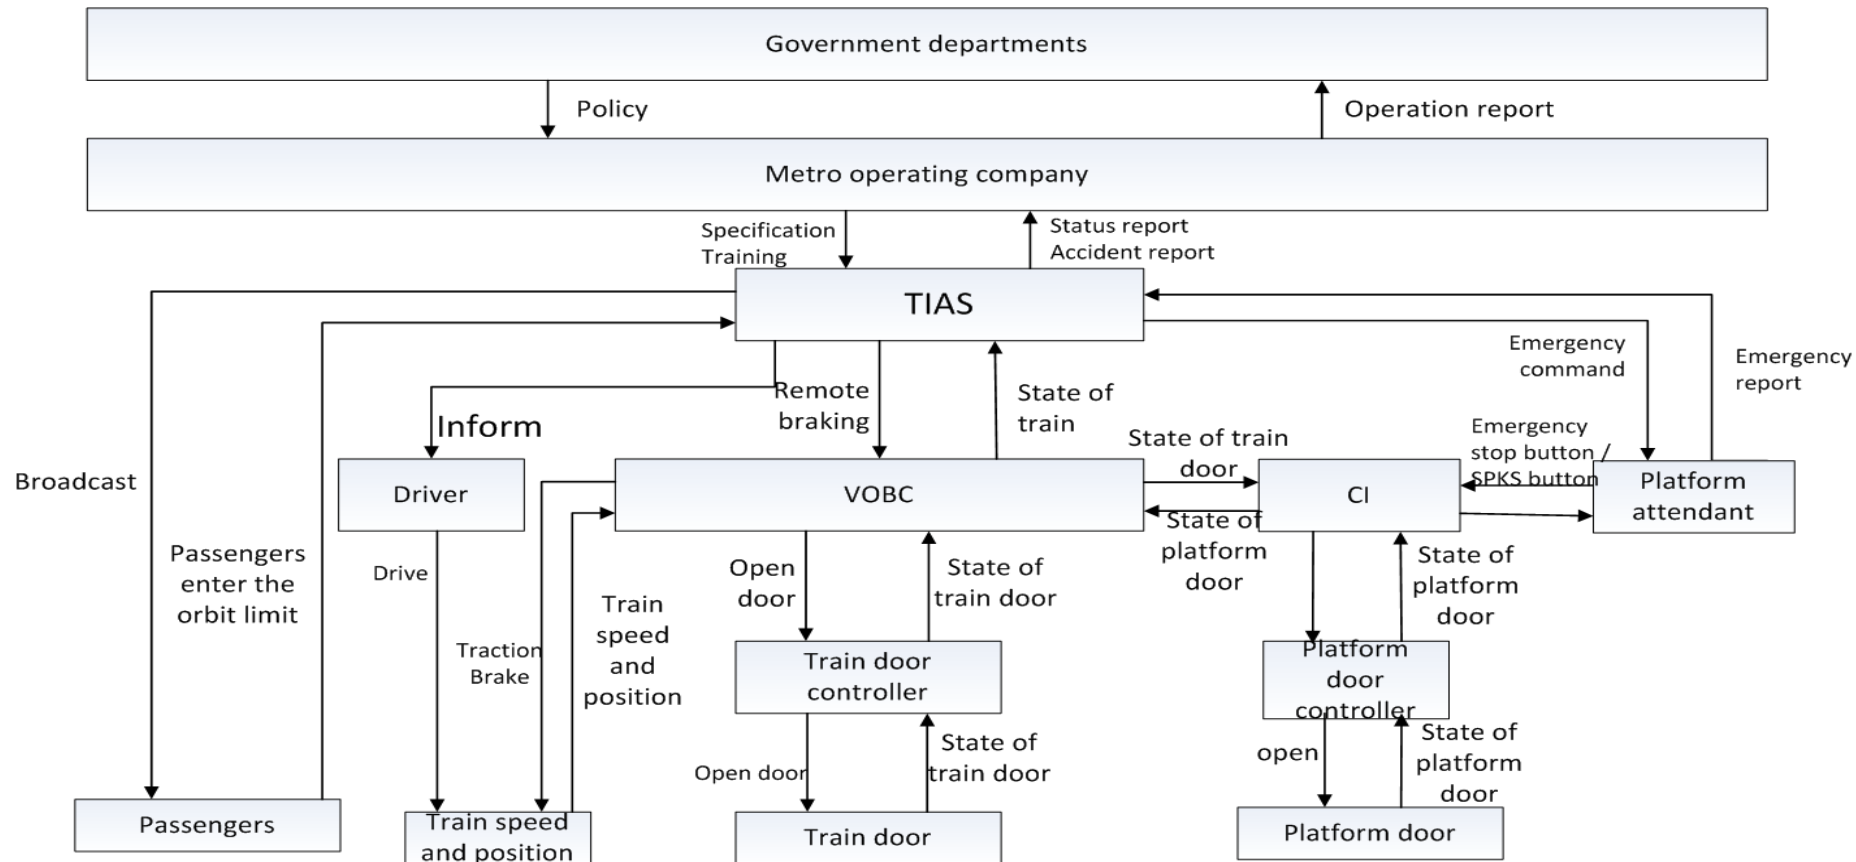 Government departments
Policy
Operation report
Metro operating company
Specification
Training
Status report
Accident report
TIAS
Emergency
command
Emergency
report
Remote
braking
State of
train
Inform
Broadcast
Driver
VOBC
State of train
door
CI
Emergency
stop button /
SPKS button
Platform
attendant
State of
platform
door
Passengers
enter the
orbit limit
Drive
Traction
Brake
Train
speed
and
position
Open
door
State of
train door
State of
platform
door
Train door
controller
Platform
door
controller
Open door
State of
train door
open
State of
platform
door
Passengers
Train speed
and position
Train door
Platform door